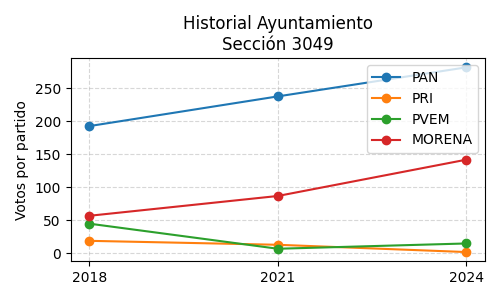 Historial Ayuntamiento
Sección 3049
PAN
PRI
PVEM
MORENA
Votos por partido
250
200
150
100
50
0
2018
2021
2024